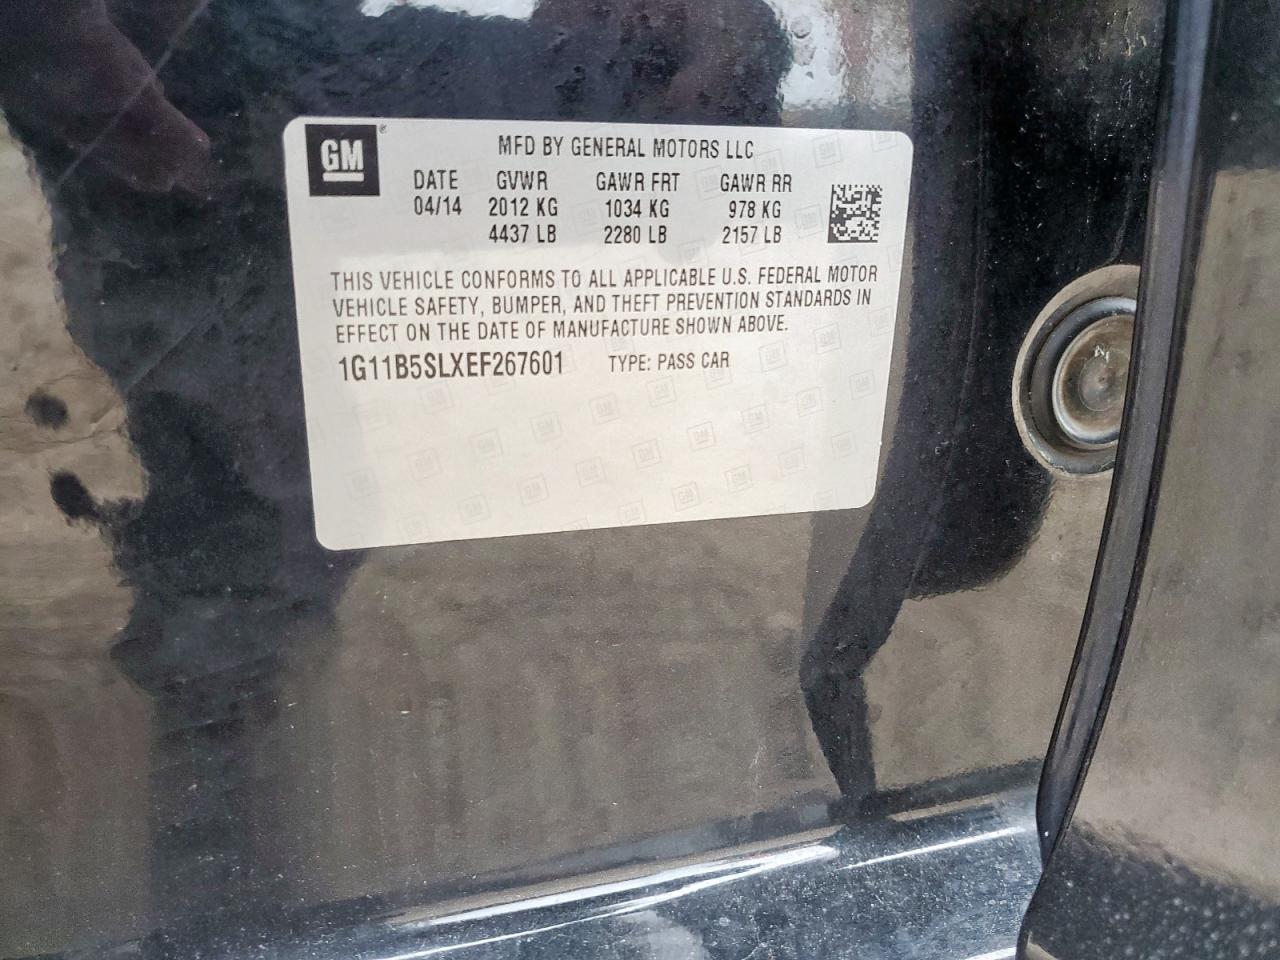 GM®
MFD BY GENERAL MOTORS LLC
DATE GVWR GAWR FRT GAWR RR
04/14 2012 KG 1034 KG 978 KG
4437 LB 2280 LB 2157 LB
THIS VEHICLE CONFORMS TO ALL APPLICABLE U.S. FEDERAL MOTOR
VEHICLE SAFETY, BUMPER, AND THEFT PREVENTION STANDARDS IN
EFFECT ON THE DATE OF MANUFACTURE SHOWN ABOVE.
1G11B5SLXEF267601 TYPE: PASS CAR